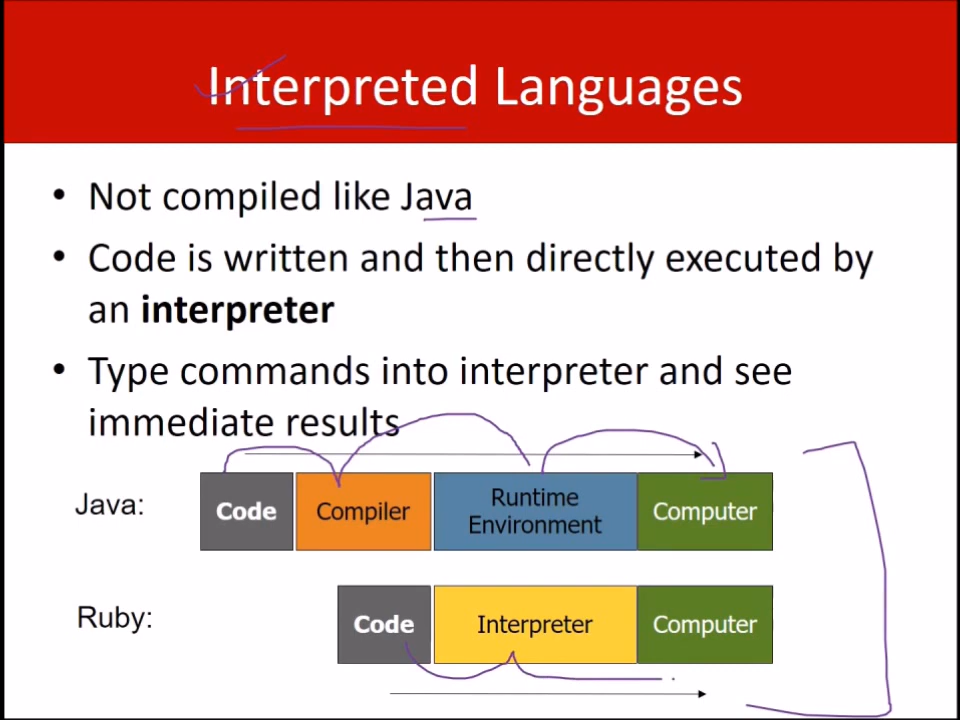 Interpreted Languages
• Not compiled like Java
• Code is written and then directly executed by
an interpreter
• Type commands into interpreter and see
immediate results
Java:
Code
Compiler
Runtime
Environment
Computer
Ruby:
Code
Interpreter
Computer